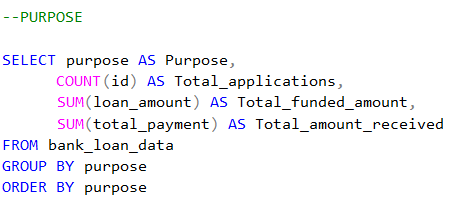 --PURPOSE
SELECT purpose AS Purpose,
COUNT(id) AS Total_applications,
SUM(loan_amount) AS Total_funded_amount,
SUM(total_payment) AS Total_amount_received
FROM bank_loan_data
GROUP BY purpose
ORDER BY purpose